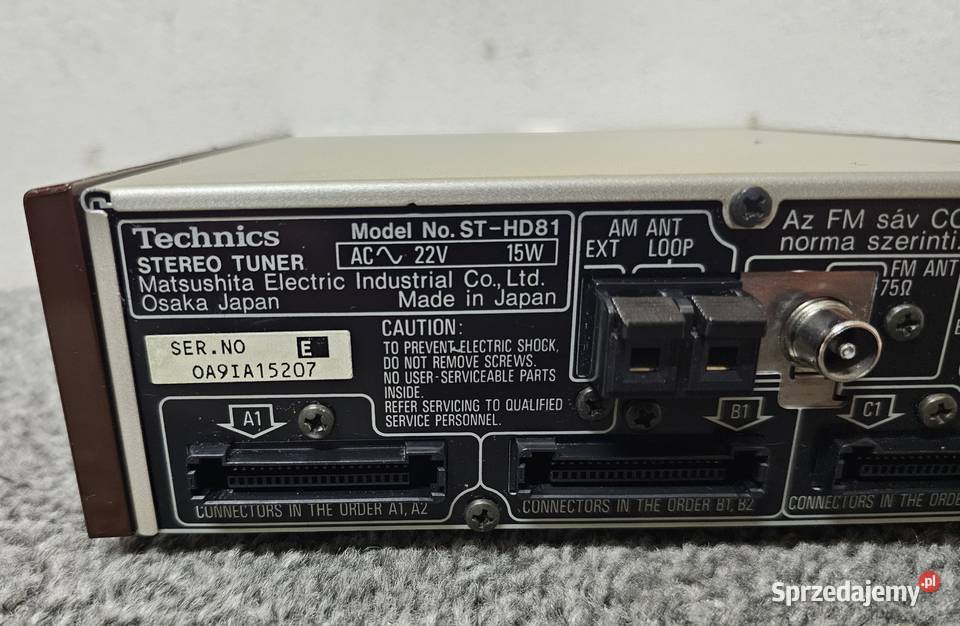 Technics
Model No. ST-HD81
STEREO TUNER
AC 22V 15W
Matsushita Electric Industrial Co., Ltd.
Osaka Japan
Made in Japan
SER.NO E
0A9IA15207
CAUTION:
TO PREVENT ELECTRIC SHOCK,
DO NOT REMOVE SCREWS.
NO USER-SERVICEABLE PARTS
INSIDE.
REFER SERVICING TO QUALIFIED
SERVICE PERSONNEL.
AM ANT
EXT LOOP
Az FM sáv
norma szerinti
FM ANT
75Ω
A1
B1
C1
CONNECTORS IN THE ORDER A1, A2
CONNECTORS IN THE ORDER B1, B2
CONNECTORS IN THE
Sprzedajemy.pl